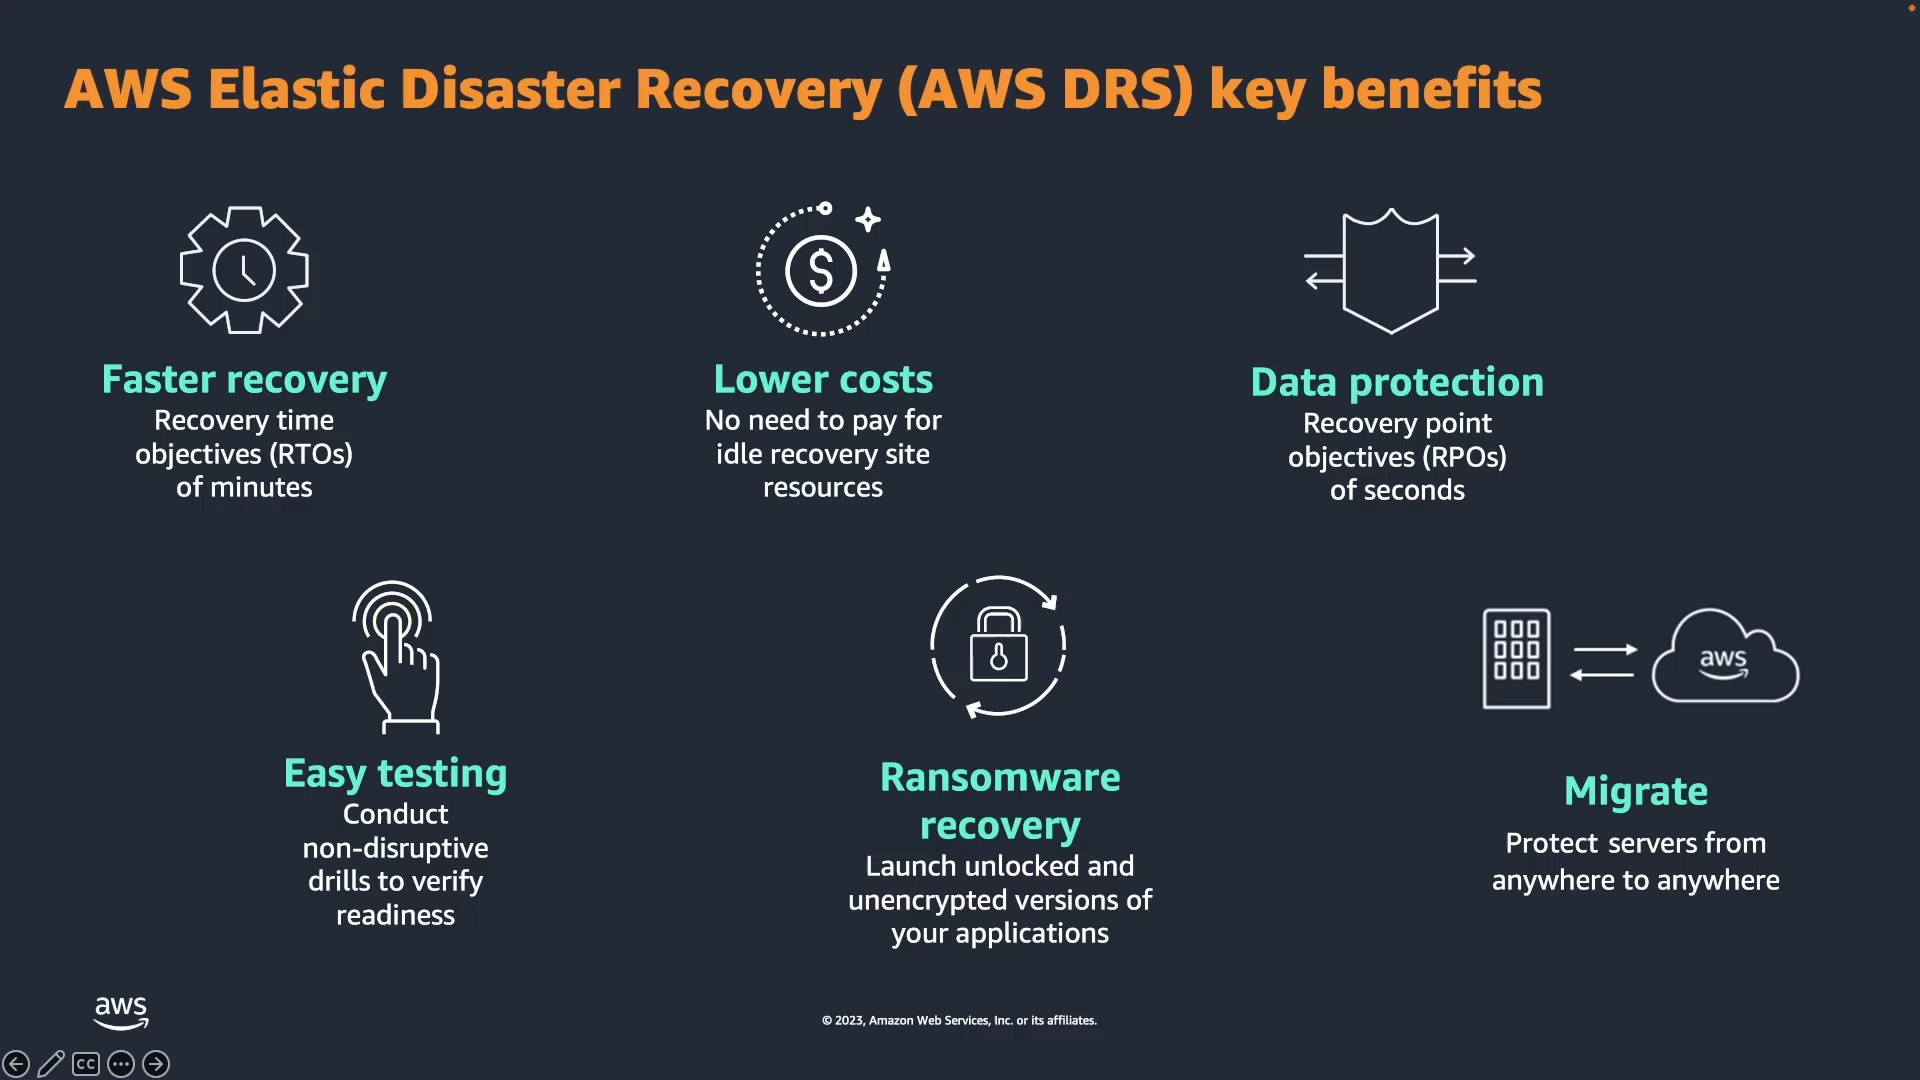 AWS Elastic Disaster Recovery (AWS DRS) key benefits
Faster recovery
Recovery time
objectives (RTOs)
of minutes
Lower costs
No need to pay for
idle recovery site
resources
Data protection
Recovery point
objectives (RPOs)
of seconds
Easy testing
Conduct
non-disruptive
drills to verify
readiness
Ransomware
recovery
Launch unlocked and
unencrypted versions of
your applications
aws
Migrate
Protect servers from
anywhere to anywhere
aws
© 2023, Amazon Web Services, Inc. or its affiliates.
CC